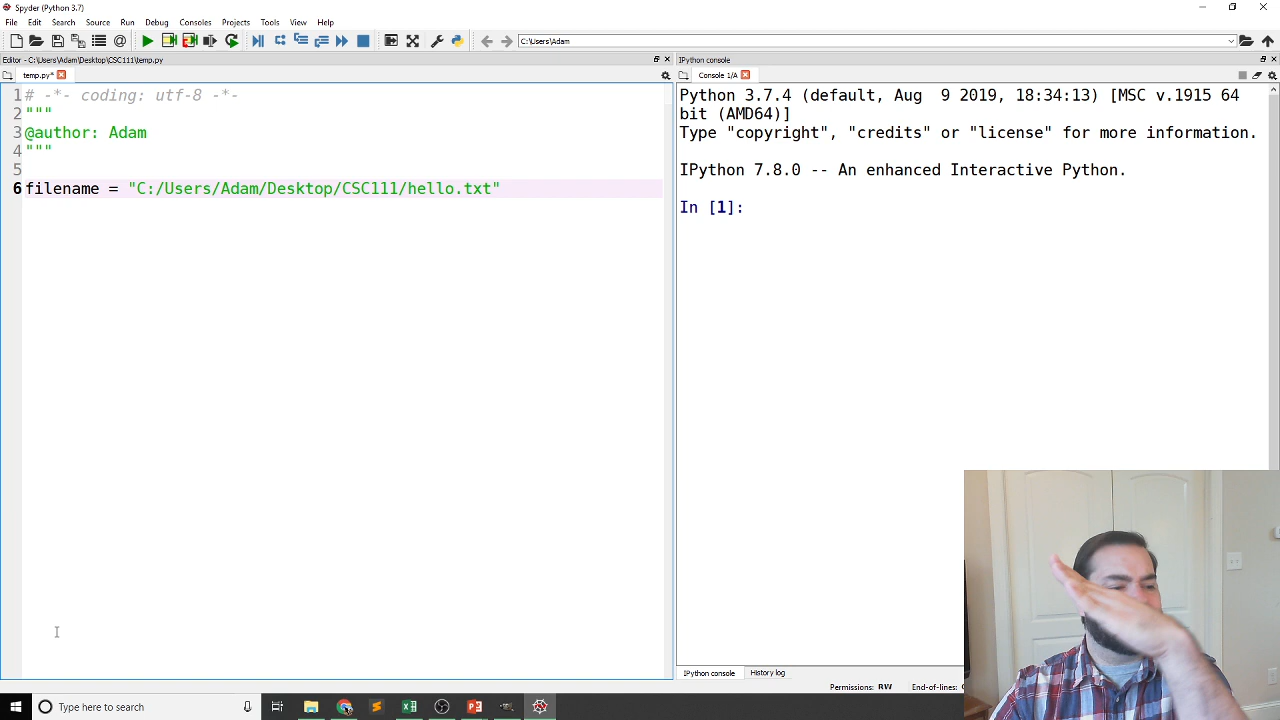 Spyder (Python 3.7)
File Edit Search Source Run Debug Consoles Projects Tools View Help
C:\Users\Adam
Editor - C:\Users\Adam\Desktop\CSC111\temp.py
temp.py*
1 # -*- coding: utf-8 -*-
2 """
3 @author: Adam
4 """
5
6 filename = "C:/Users/Adam/Desktop/CSC111/hello.txt"
IPython console
Console 1/A
Python 3.7.4 (default, Aug  9 2019, 18:34:13) [MSC v.1915 64
bit (AMD64)]
Type "copyright", "credits" or "license" for more information.
IPython 7.8.0 -- An enhanced Interactive Python.
In [1]:
IPython console History log
Permissions: RW End-of-lines:
Type here to search